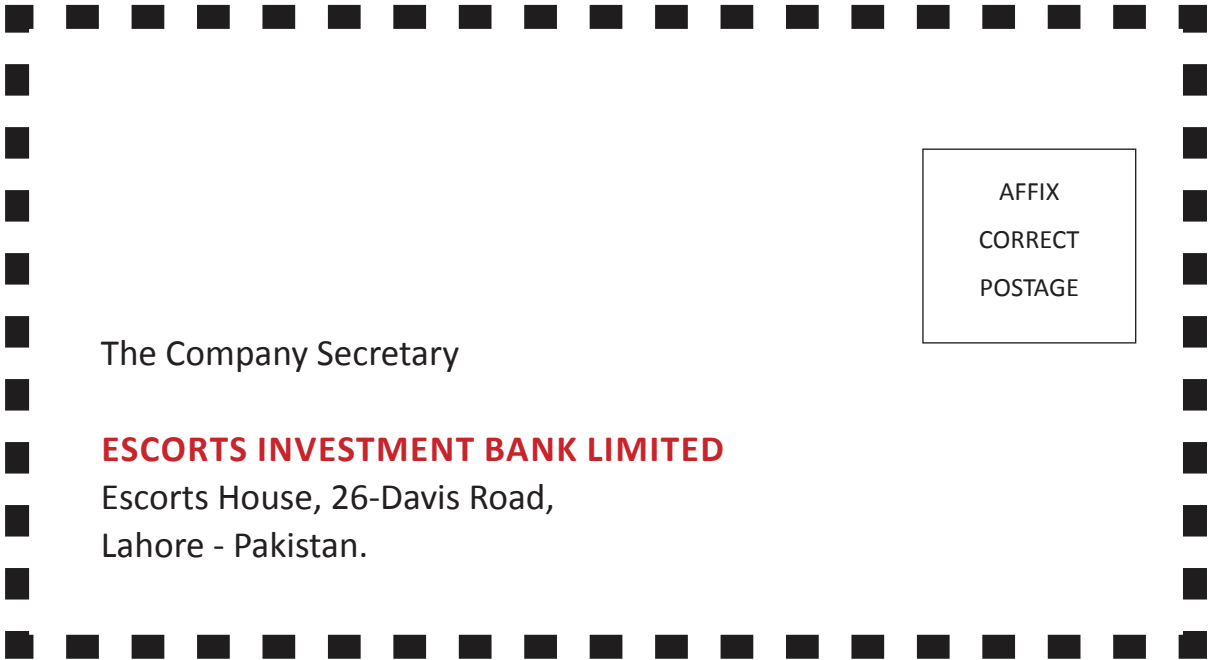 AFFIX
CORRECT
POSTAGE
The Company Secretary
ESCORTS INVESTMENT BANK LIMITED
Escorts House, 26-Davis Road,
Lahore - Pakistan.